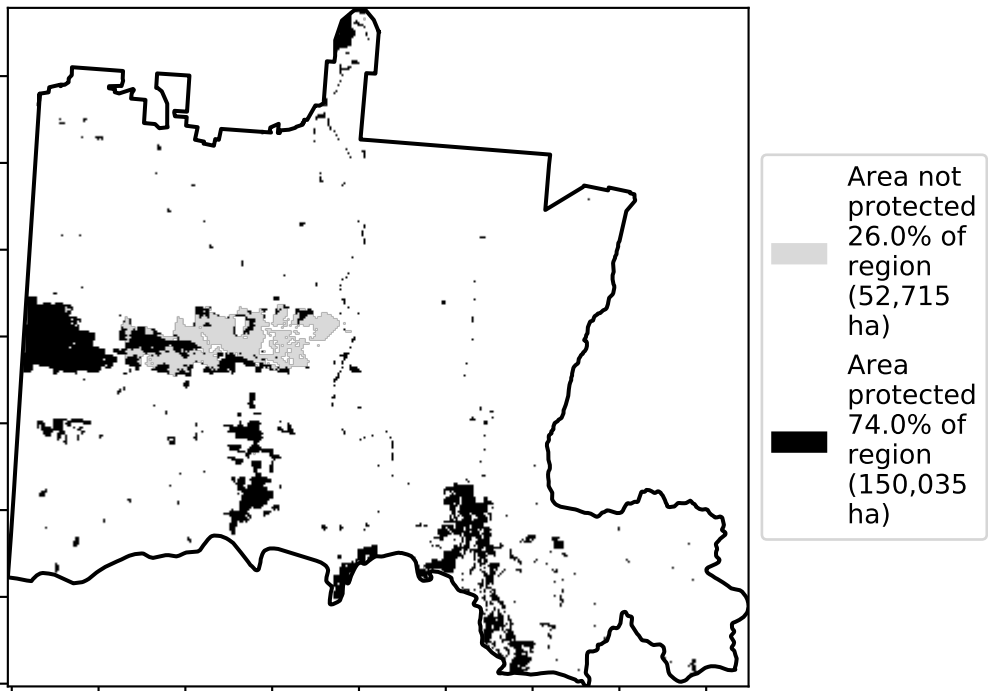 Area not
protected
26.0% of
region
(52,715
ha)
Area
protected
74.0% of
region
(150,035
ha)